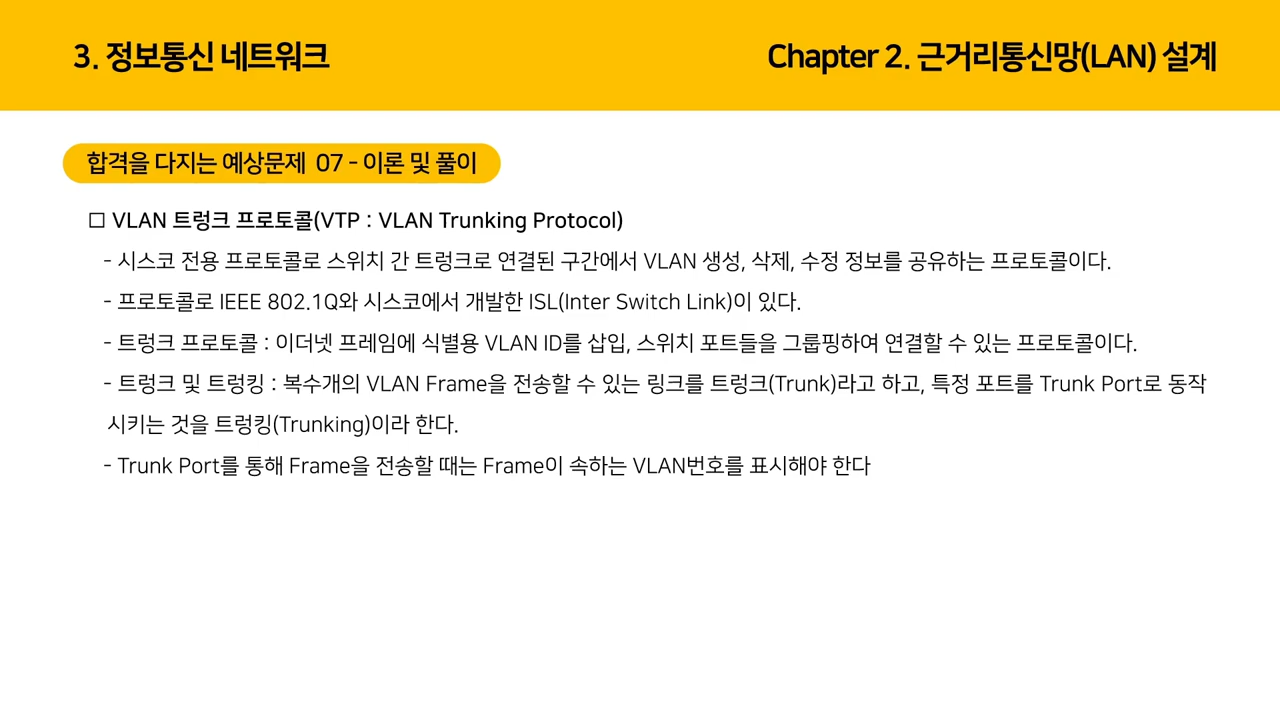 3. 정보통신 네트워크
Chapter 2. 근거리통신망(LAN) 설계
합격을 다지는 예상문제 07 - 이론 및 풀이
□ VLAN 트렁크 프로토콜(VTP : VLAN Trunking Protocol)
- 시스코 전용 프로토콜로 스위치 간 트렁크로 연결된 구간에서 VLAN 생성, 삭제, 수정 정보를 공유하는 프로토콜이다.
- 프로토콜로 IEEE 802.1Q와 시스코에서 개발한 ISL(Inter Switch Link)이 있다.
- 트렁크 프로토콜 : 이더넷 프레임에 식별용 VLAN ID를 삽입, 스위치 포트들을 그룹핑하여 연결할 수 있는 프로토콜이다.
- 트렁크 및 트렁킹 : 복수개의 VLAN Frame을 전송할 수 있는 링크를 트렁크(Trunk)라고 하고, 특정 포트를 Trunk Port로 동작
시키는 것을 트렁킹(Trunking)이라 한다.
- Trunk Port를 통해 Frame을 전송할 때는 Frame이 속하는 VLAN번호를 표시해야 한다